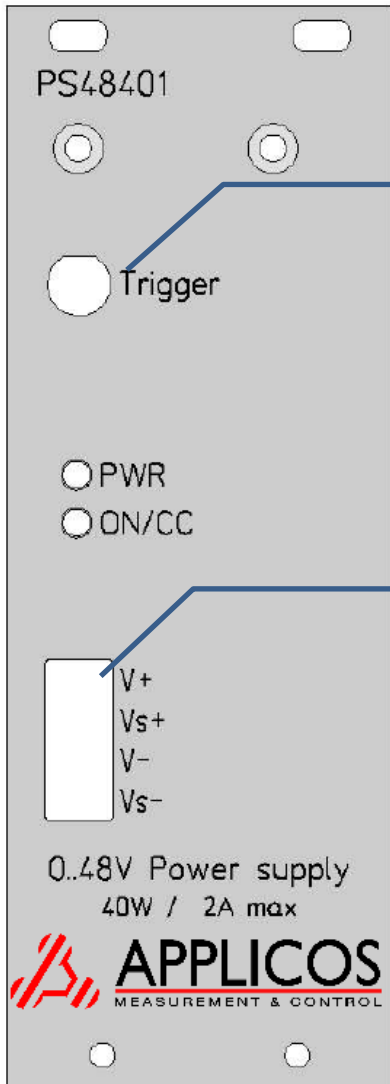 PS48401
Trigger
PWR
ON/CC
V+
Vs+
V-
Vs-
0..48V Power supply
40W / 2A max
APPLICOS
MEASUREMENT & CONTROL